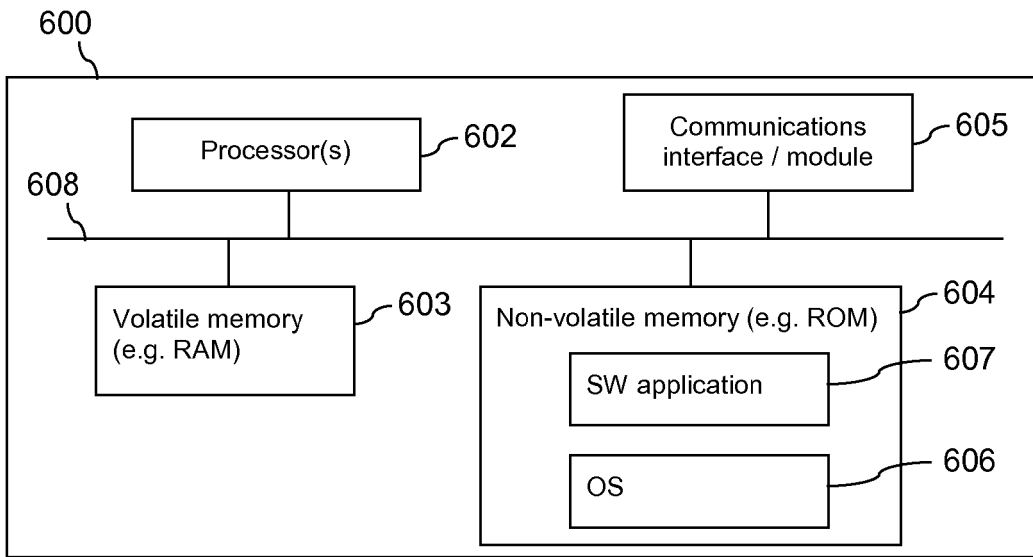 600
Processor(s)
602
Communications
interface / module
605
608
Volatile memory
(e.g. RAM)
603
Non-volatile memory (e.g. ROM)
604
SW application
607
OS
606